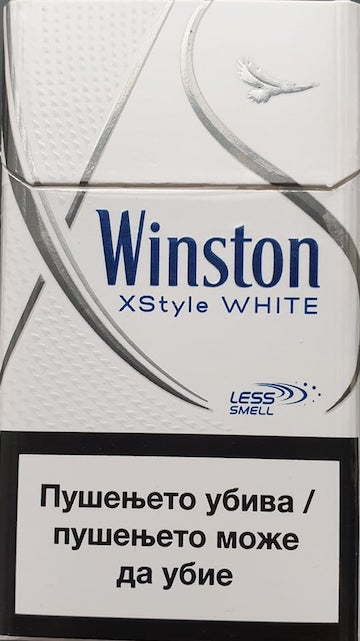 Winston
XStyle WHITE
LESS
SMELL
Пушењето убива /
пушењето може
да убие